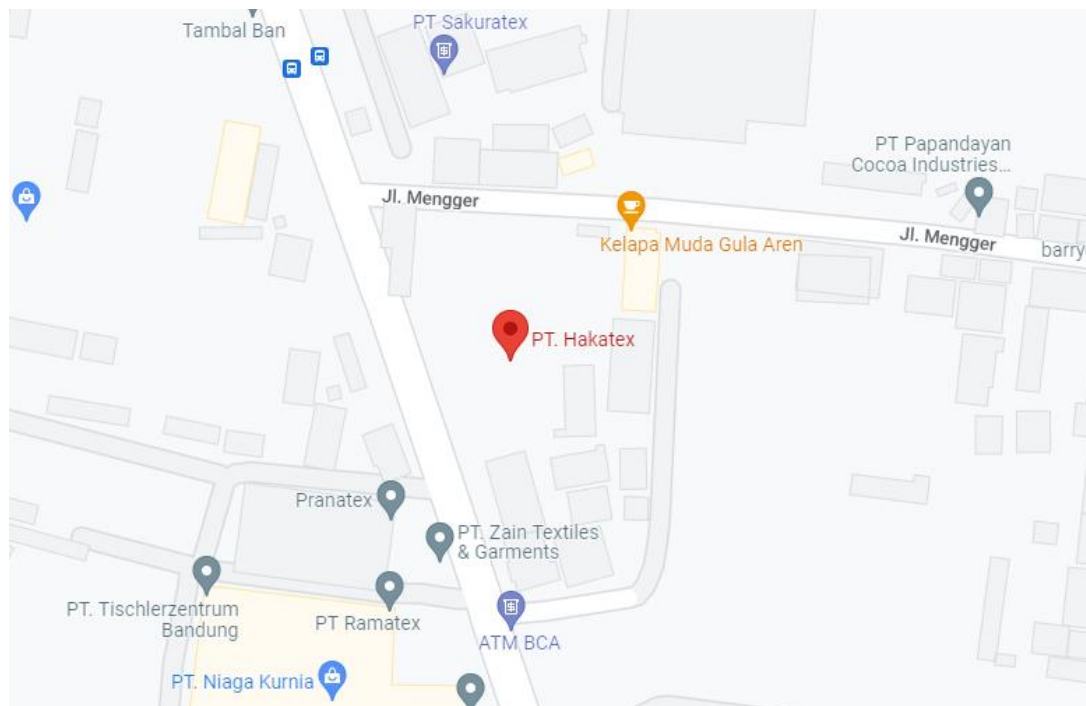 PT Sakuratex
Tambal Ban
PT Papandayan
Cocoa Industries...
Jl. Mengger
Kelapa Muda Gula Aren
Jl. Mengger
barry
PT. Hakatex
Pranatex
PT. Zain Textiles
& Garments
PT. Tischlerzentrum
Bandung
PT Ramatex
ATM BCA
PT. Niaga Kurnia